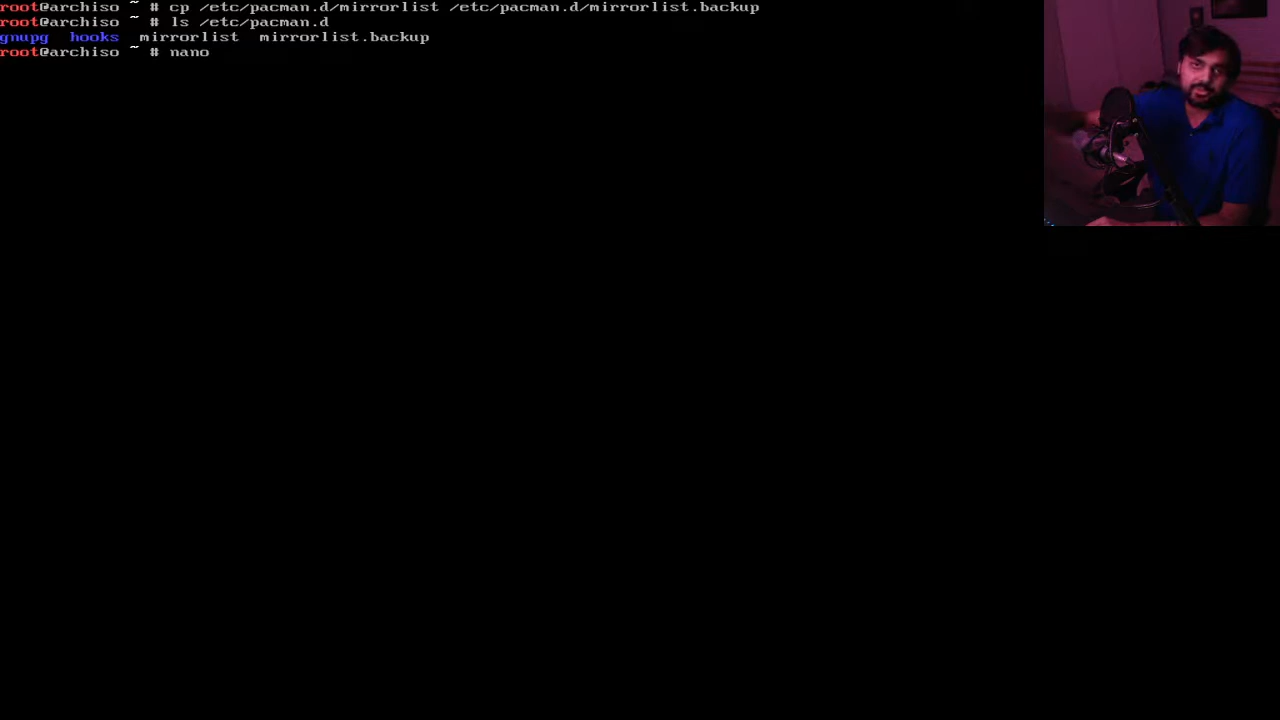 root@archiso ~ # cp /etc/pacman.d/mirrorlist /etc/pacman.d/mirrorlist.backup
root@archiso ~ # ls /etc/pacman.d
gnupg  hooks  mirrorlist  mirrorlist.backup
root@archiso ~ # nano